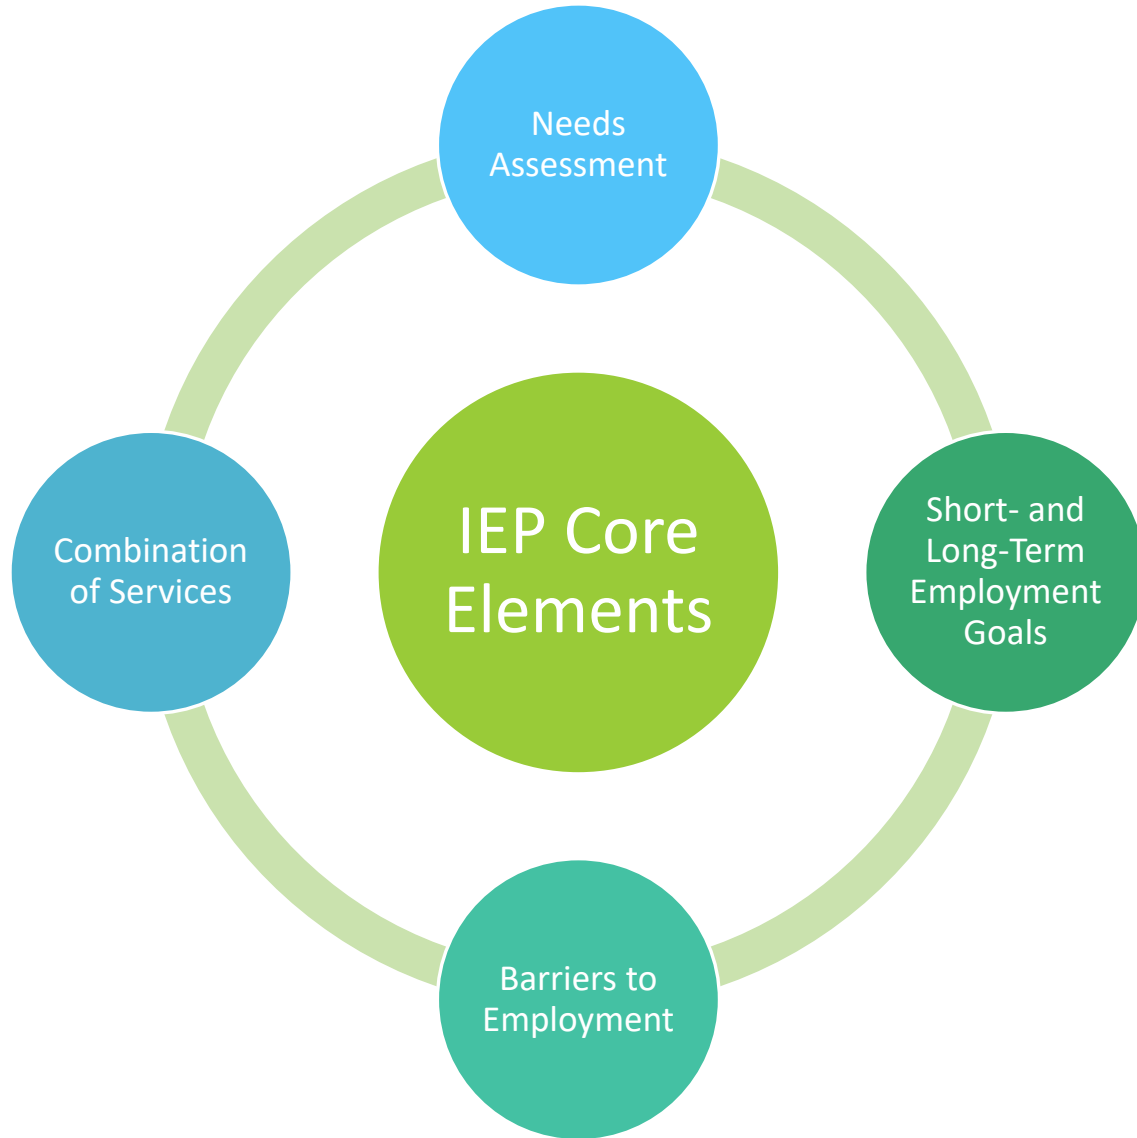 Needs
Assessment
Short- and
Long-Term
Employment
Goals
IEP Core
Elements
Combination
of Services
Barriers to
Employment